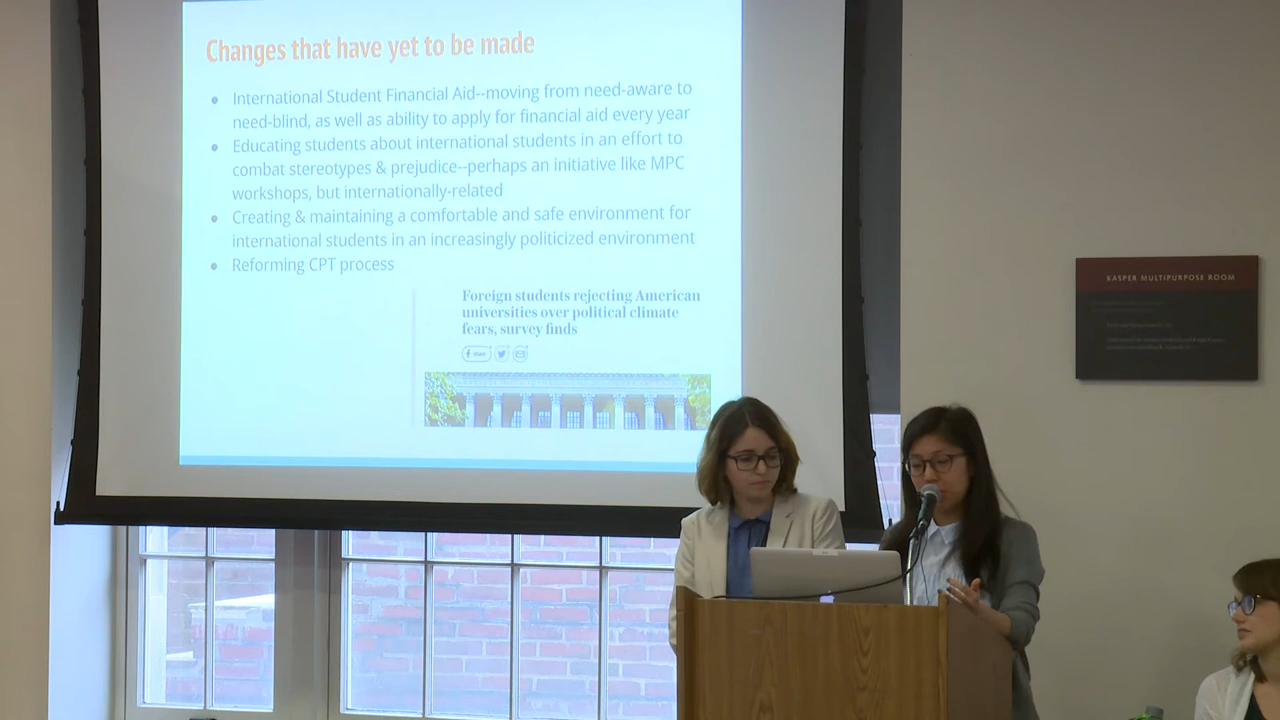 Changes that have yet to be made
● International Student Financial Aid--moving from need-aware to
need-blind, as well as ability to apply for financial aid every year
● Educating students about international students in an effort to
combat stereotypes & prejudice--perhaps an initiative like MPC
workshops, but internationally-related
● Creating & maintaining a comfortable and safe environment for
international students in an increasingly politicized environment
● Reforming CPT process
Foreign students rejecting American
universities over political climate
fears, survey finds
KASPER MULTIPURPOSE ROOM